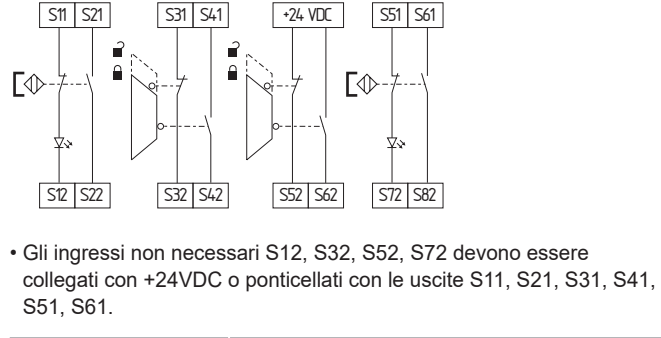 S11 S21 S31 S41 +24 VDC S51 S61
S12 S22 S32 S42 S52 S62 S72 S82
• Gli ingressi non necessari S12, S32, S52, S72 devono essere
collegati con +24VDC o ponticellati con le uscite S11, S21, S31, S41,
S51, S61.